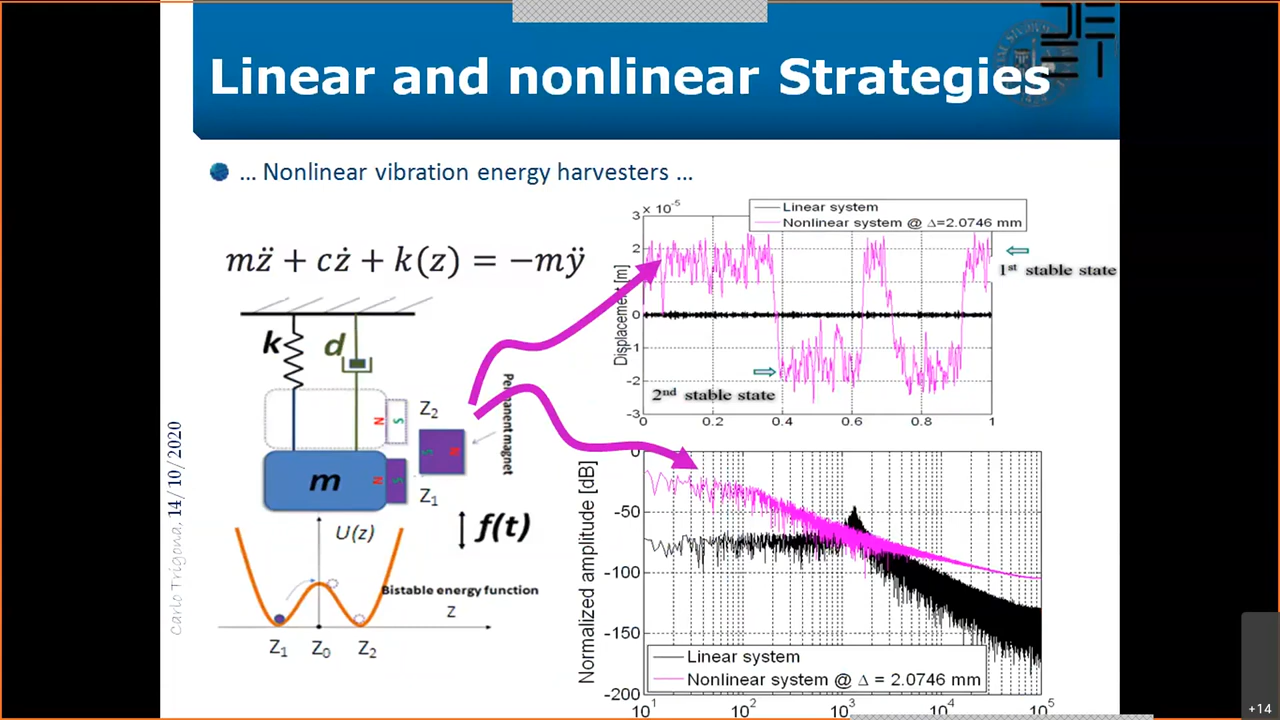 Linear and nonlinear Strategies
... Nonlinear vibration energy harvesters ...
mz̈ + cż + k(z) = −mÿ
k
d
N
S
Z₂
S
N
Permanent magnet
m
N
S
Z₁
f(t)
U(z)
Bistable energy function
Z
Z₁ Z₀ Z₂
Carlo Trigona, 14/10/2020
x 10⁻⁵
Linear system
Nonlinear system @ Δ=2.0746 mm
3
2
0
-1
-2
-3
Displacement [m]
0 0.2 0.4 0.6 0.8 1
1st stable state
2nd stable state
0
-50
-100
-150
-200
Normalized amplitude [dB]
Linear system
Nonlinear system @ Δ = 2.0746 mm
10¹ 10² 10³ 10⁴ 10⁵
+14